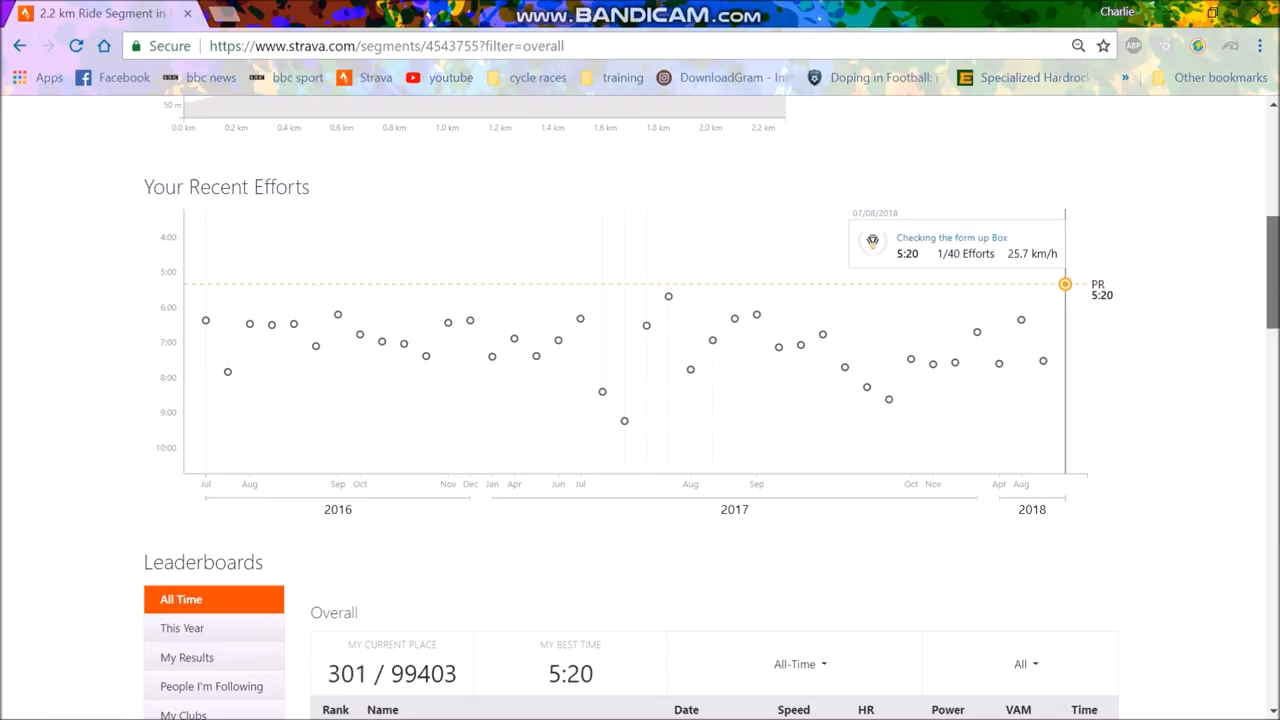 www.BANDICAM.com
Charlie
2.2 km Ride Segment in
Secure
https://www.strava.com/segments/4543755?filter=overall
ABP
Apps
Facebook
BBC bbc news
BBC bbc sport
Strava
youtube
cycle races
training
DownloadGram - Ins
Doping in Football:
Specialized Hardrock
»
Other bookmarks
50 m
0.0 km 0.2 km 0.4 km 0.6 km 0.8 km 1.0 km 1.2 km 1.4 km 1.6 km 1.8 km 2.0 km 2.2 km
Your Recent Efforts
07/08/2018
Checking the form up Box
5:20 1/40 Efforts 25.7 km/h
4:00
5:00
6:00
7:00
8:00
9:00
10:00
PR
5:20
Jul Aug Sep Oct Nov Dec Jan Apr Jun Jul Aug Sep Oct Nov Apr Aug
2016 2017 2018
Leaderboards
All Time
This Year
My Results
People I'm Following
My Clubs
Overall
MY CURRENT PLACE
301 / 99403
MY BEST TIME
5:20
All-Time
All
Rank Name Date Speed HR Power VAM Time